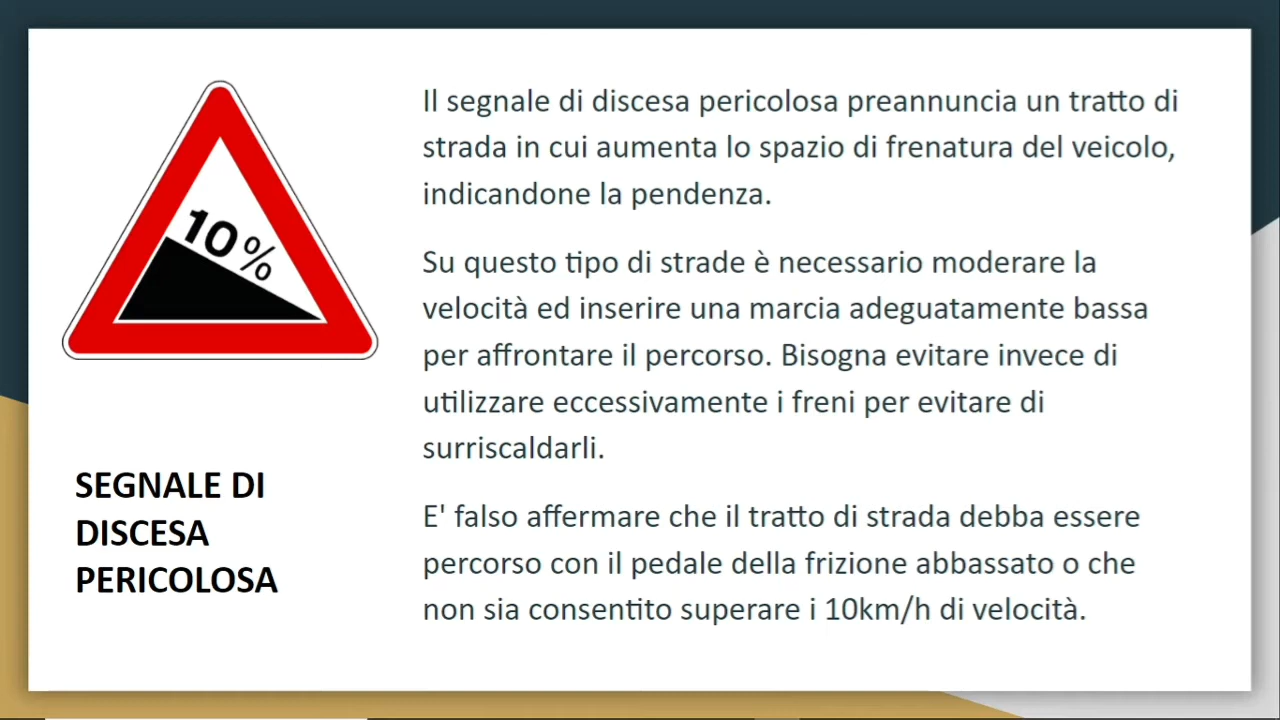 10%
SEGNALE DI
DISCESA
PERICOLOSA
Il segnale di discesa pericolosa preannuncia un tratto di
strada in cui aumenta lo spazio di frenatura del veicolo,
indicandone la pendenza.
Su questo tipo di strade è necessario moderare la
velocità ed inserire una marcia adeguatamente bassa
per affrontare il percorso. Bisogna evitare invece di
utilizzare eccessivamente i freni per evitare di
surriscaldarli.
E' falso affermare che il tratto di strada debba essere
percorso con il pedale della frizione abbassato o che
non sia consentito superare i 10km/h di velocità.